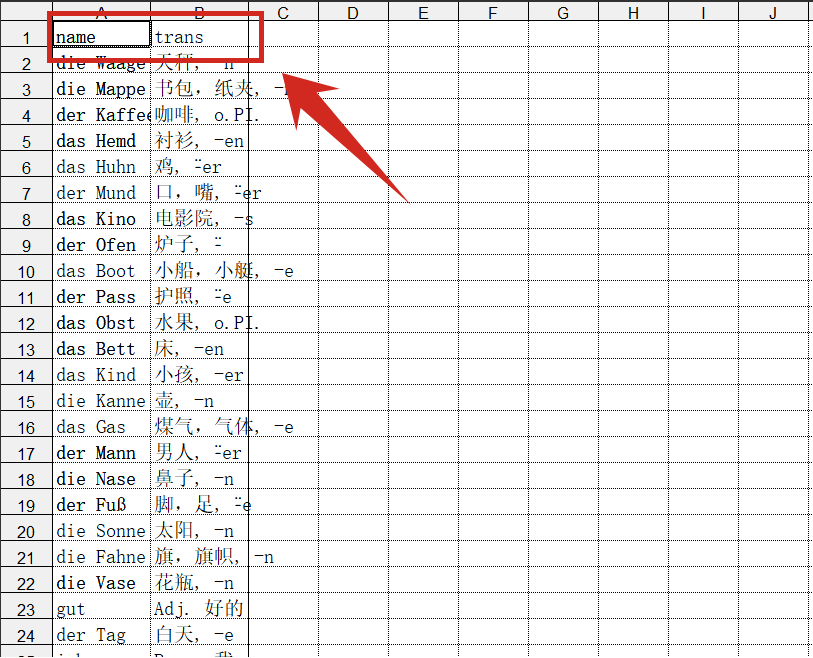 A B C D E F G H I J
1 name trans
2 die Waage 天秤, -n
3 die Mappe 书包，纸夹, -n
4 der Kaffee 咖啡, o.PI.
5 das Hemd 衬衫, -en
6 das Huhn 鸡, ¨-er
7 der Mund 口，嘴, ¨-er
8 das Kino 电影院, -s
9 der Ofen 炉子, ¨-
10 das Boot 小船，小艇, -e
11 der Pass 护照, ¨-e
12 das Obst 水果, o.PI.
13 das Bett 床, -en
14 das Kind 小孩, -er
15 die Kanne 壶, -n
16 das Gas 煤气，气体, -e
17 der Mann 男人, ¨-er
18 die Nase 鼻子, -n
19 der Fuß 脚，足, ¨-e
20 die Sonne 太阳, -n
21 die Fahne 旗，旗帜, -n
22 die Vase 花瓶, -n
23 gut Adj. 好的
24 der Tag 白天, -e